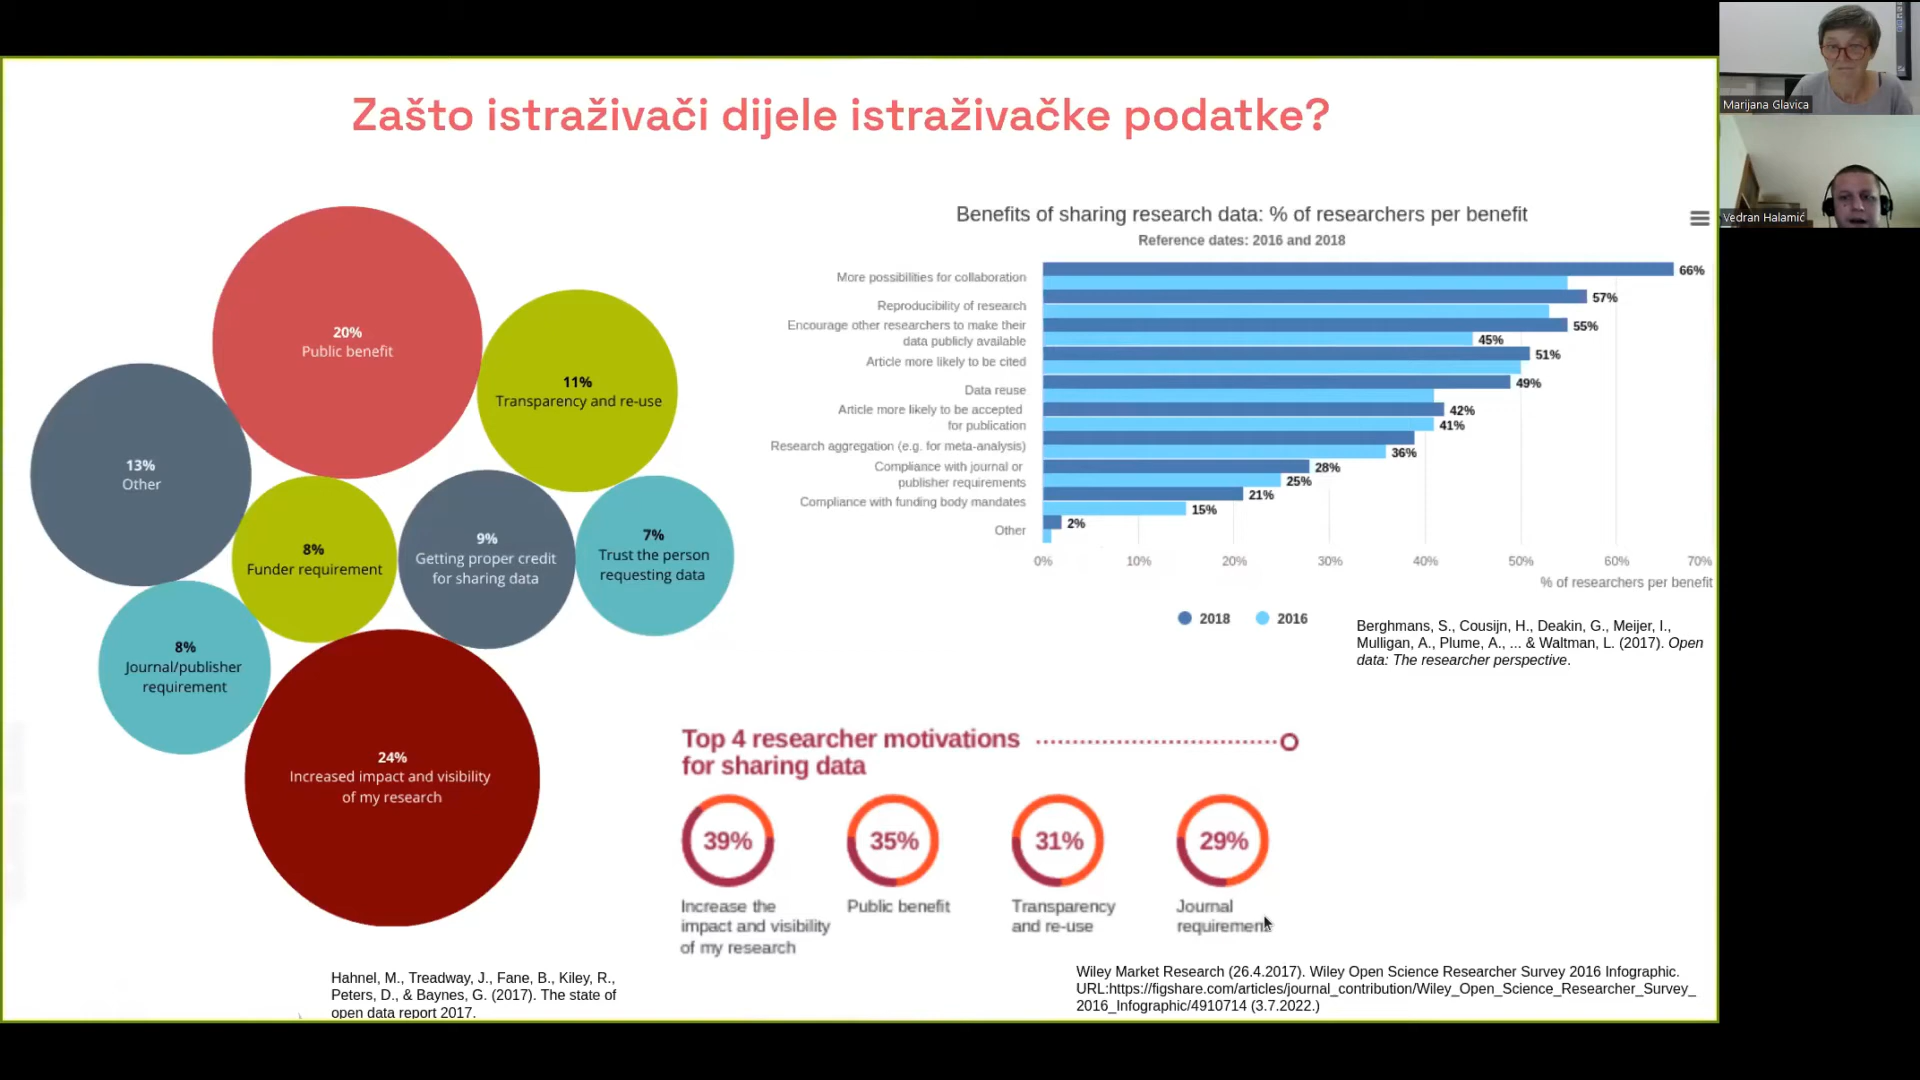 Zašto istraživači dijele istraživačke podatke?
20%
Public benefit
11%
Transparency and re-use
13%
Other
8%
Funder requirement
9%
Getting proper credit
for sharing data
7%
Trust the person
requesting data
8%
Journal/publisher
requirement
24%
Increased impact and visibility
of my research
Hahnel, M., Treadway, J., Fane, B., Kiley, R.,
Peters, D., & Baynes, G. (2017). The state of
open data report 2017.
Benefits of sharing research data: % of researchers per benefit
Reference dates: 2016 and 2018
More possibilities for collaboration
66%
Reproducibility of research
57%
Encourage other researchers to make their
data publicly available
55%
45%
Article more likely to be cited
51%
Data reuse
49%
Article more likely to be accepted
for publication
42%
41%
Research aggregation (e.g. for meta-analysis)
36%
Compliance with journal or
publisher requirements
28%
25%
Compliance with funding body mandates
21%
15%
Other
2%
0% 10% 20% 30% 40% 50% 60% 70%
% of researchers per benefit
2018 2016
Berghmans, S., Cousijn, H., Deakin, G., Meijer, I.,
Mulligan, A., Plume, A., ... & Waltman, L. (2017). Open
data: The researcher perspective.
Top 4 researcher motivations
for sharing data
39%
Increase the
impact and visibility
of my research
35%
Public benefit
31%
Transparency
and re-use
29%
Journal
requirement
Wiley Market Research (26.4.2017). Wiley Open Science Researcher Survey 2016 Infographic.
URL:https://figshare.com/articles/journal_contribution/Wiley_Open_Science_Researcher_Survey_
2016_Infographic/4910714 (3.7.2022.)
Marijana Glavica
Vedran Halamić